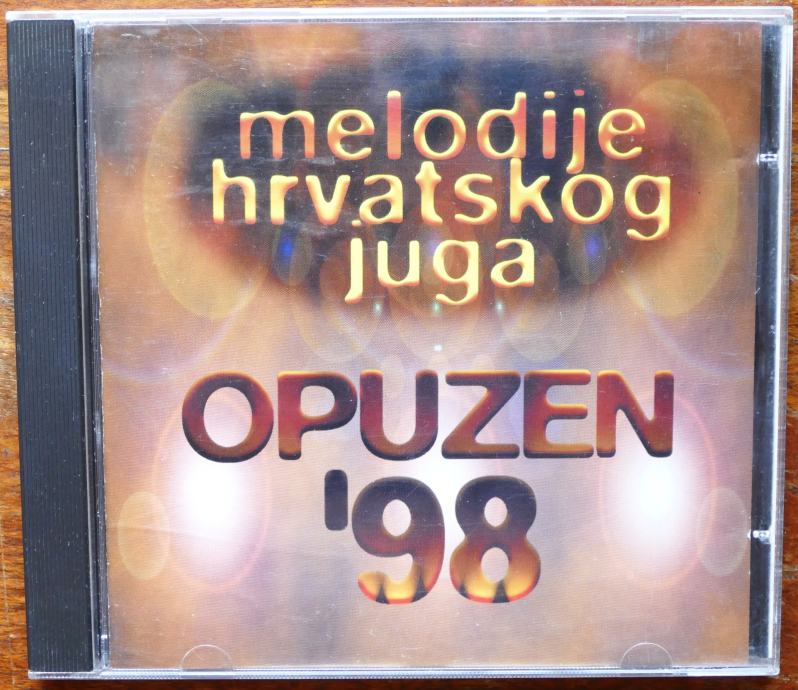 melodije
hrvatskog
juga
OPUZEN
'98